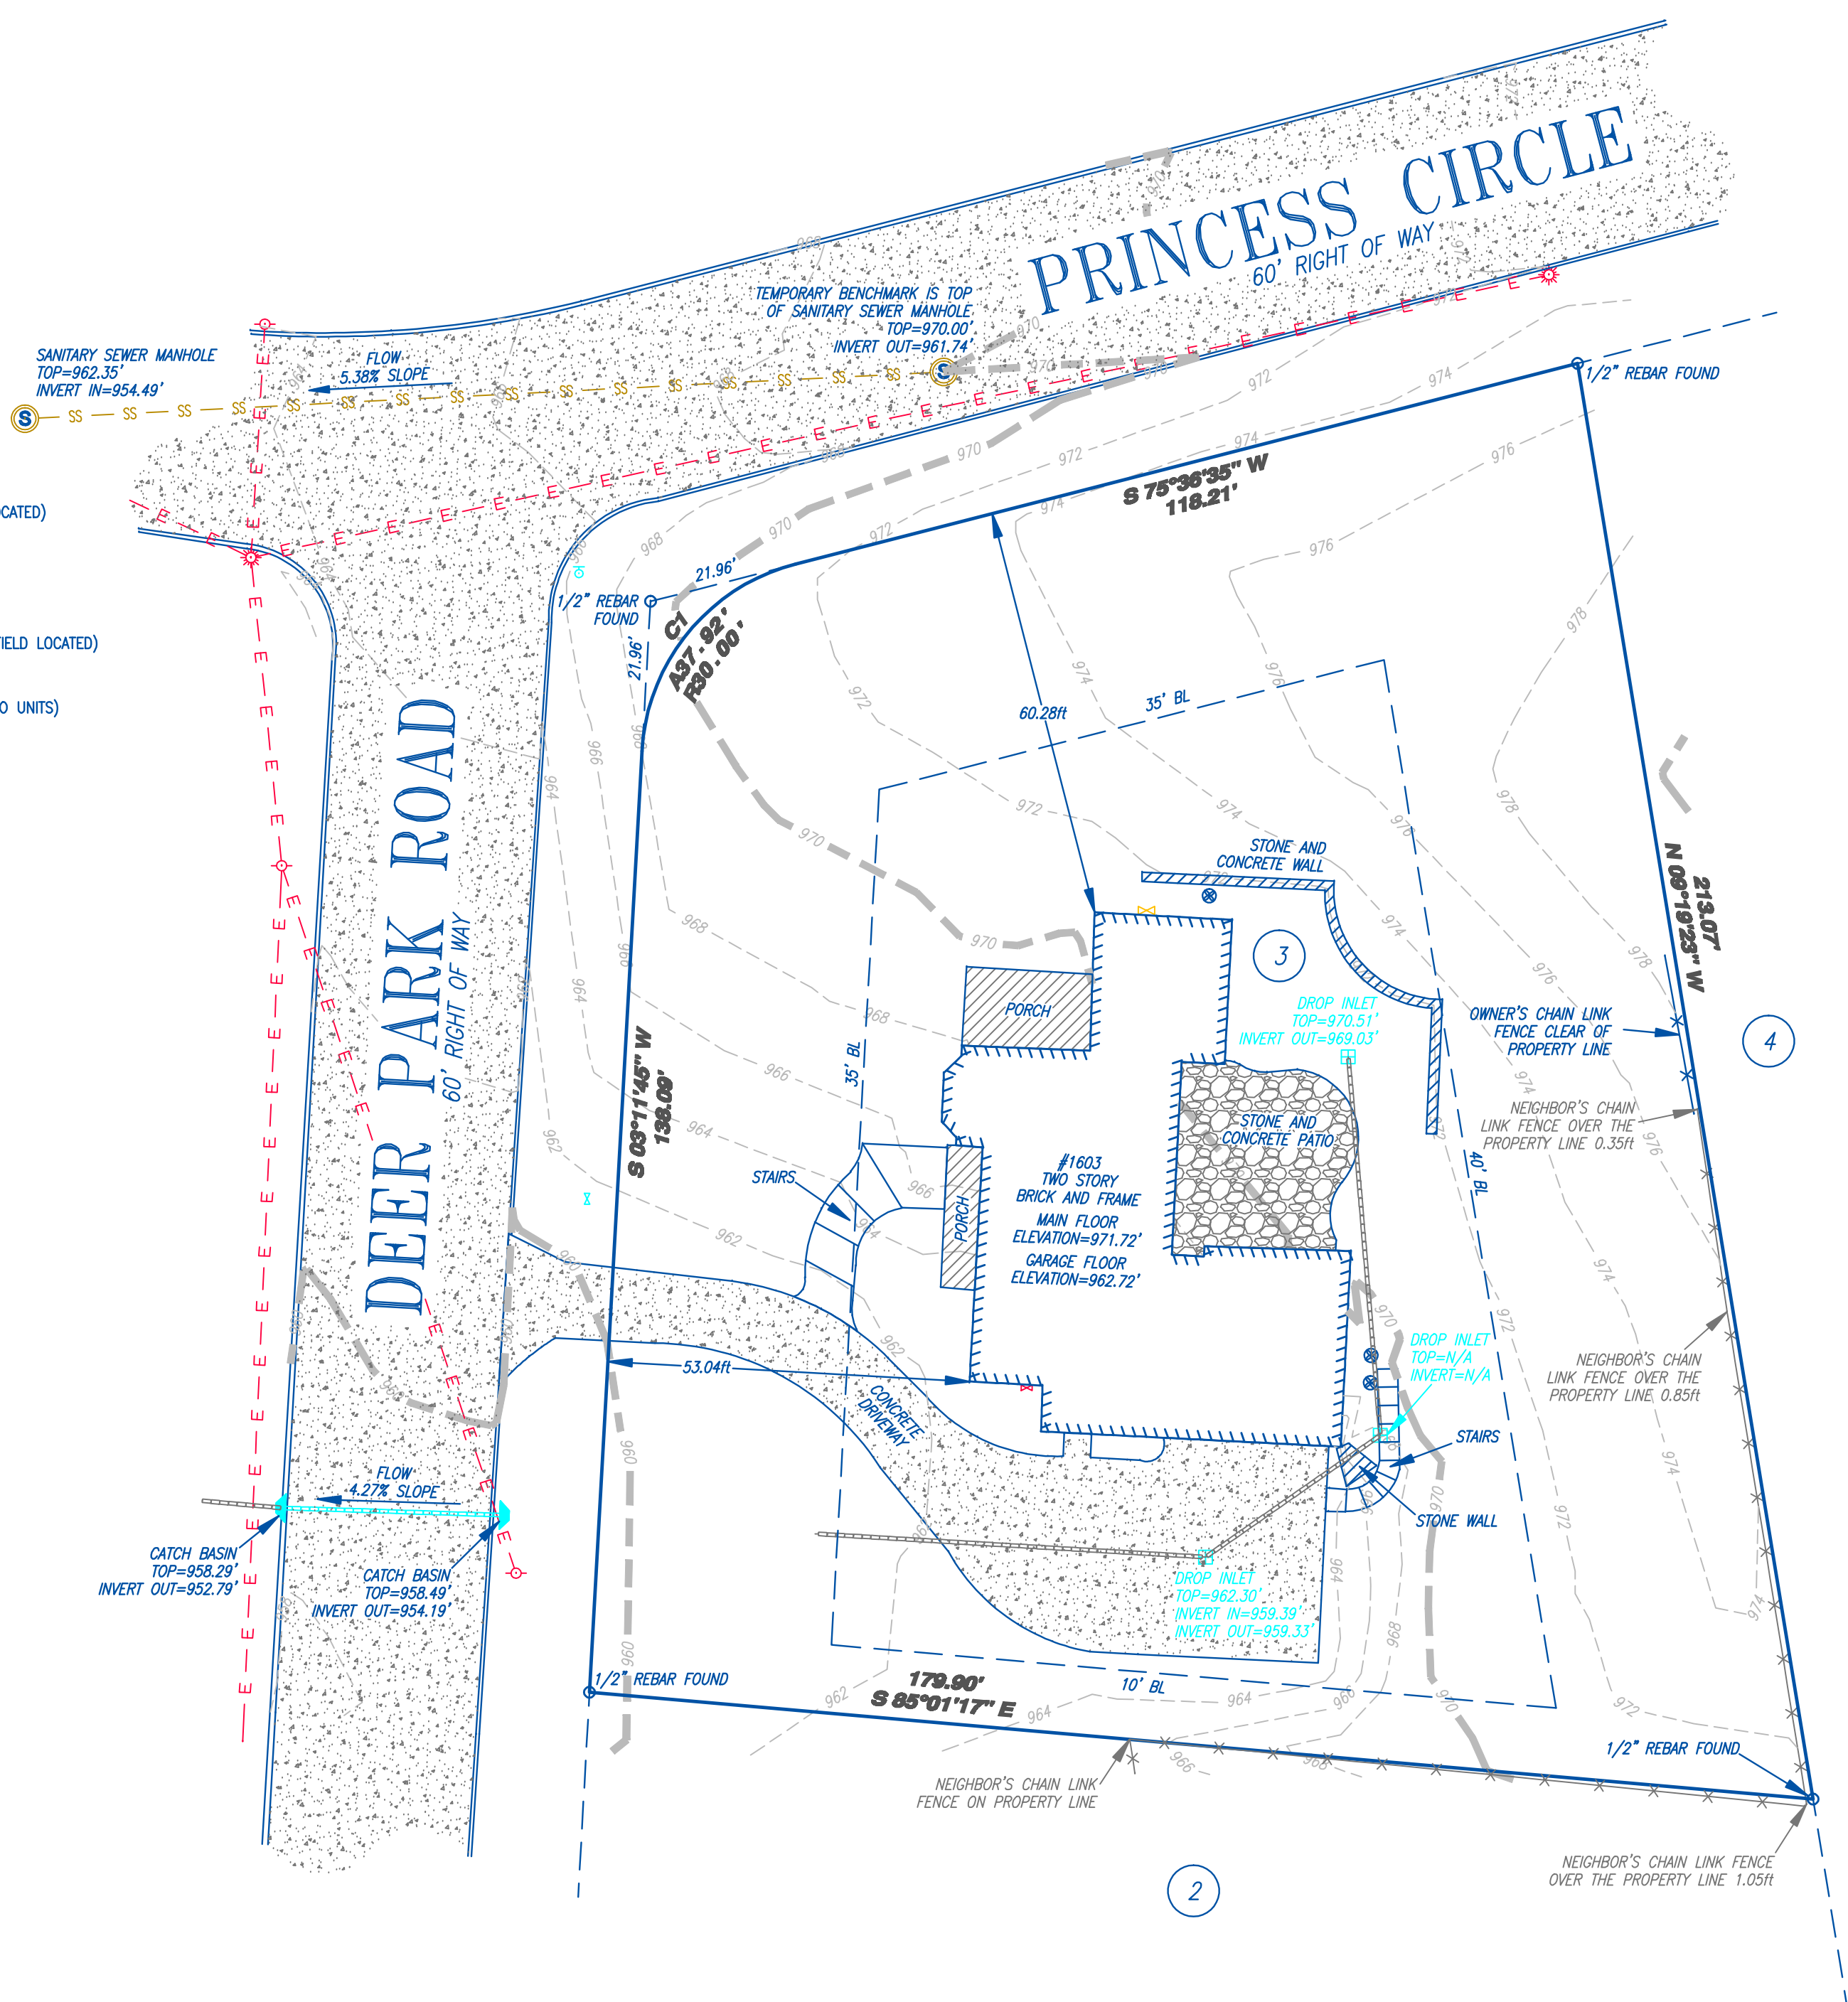 PRINCESS CIRCLE
60' RIGHT OF WAY
TEMPORARY BENCHMARK IS TOP
OF SANITARY SEWER MANHOLE
TOP=970.00'
INVERT OUT=961.74'
SANITARY SEWER MANHOLE
TOP=962.35'
INVERT IN=954.49'
FLOW
5.38% SLOPE
S
S
1/2" REBAR FOUND
S 75°36'35" W
118.21'
CATED)
IELD LOCATED)
O UNITS)
21.96'
1/2" REBAR
FOUND
21.96'
C1
A37.92'
R30.00'
DEER PARK ROAD
60' RIGHT OF WAY
60.28ft
35' BL
35' BL
STONE AND
CONCRETE WALL
3
4
2
PORCH
DROP INLET
TOP=970.51'
INVERT OUT=969.03'
N 09°19'23" W
213.07'
OWNER'S CHAIN LINK
FENCE CLEAR OF
PROPERTY LINE
NEIGHBOR'S CHAIN
LINK FENCE OVER THE
PROPERTY LINE 0.35ft
S 03°11'45" W
138.09'
STONE AND
CONCRETE PATIO
40' BL
#1603
TWO STORY
BRICK AND FRAME
MAIN FLOOR
ELEVATION=971.72'
GARAGE FLOOR
ELEVATION=962.72'
STAIRS
PORCH
53.04ft
CONCRETE
DRIVEWAY
DROP INLET
TOP=N/A
INVERT=N/A
NEIGHBOR'S CHAIN
LINK FENCE OVER THE
PROPERTY LINE 0.85ft
STAIRS
STONE WALL
FLOW
4.27% SLOPE
CATCH BASIN
TOP=958.29'
INVERT OUT=952.79'
CATCH BASIN
TOP=958.49'
INVERT OUT=954.19'
DROP INLET
TOP=962.30'
INVERT IN=959.39'
INVERT OUT=959.33'
1/2" REBAR FOUND
179.90'
S 85°01'17" E
10' BL
1/2" REBAR FOUND
NEIGHBOR'S CHAIN LINK
FENCE ON PROPERTY LINE
NEIGHBOR'S CHAIN LINK FENCE
OVER THE PROPERTY LINE 1.05ft